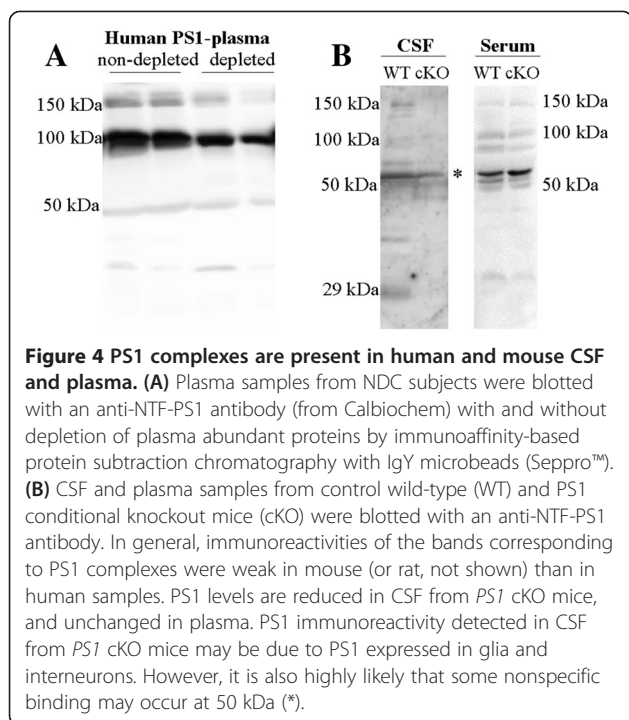 A
Human PS1-plasma
non-depleted depleted
150 kDa
100 kDa
50 kDa
B
CSF Serum
WT cKO WT cKO
150 kDa 150 kDa
100 kDa 100 kDa
50 kDa * 50 kDa
29 kDa
Figure 4 PS1 complexes are present in human and mouse CSF
and plasma. (A) Plasma samples from NDC subjects were blotted
with an anti-NTF-PS1 antibody (from Calbiochem) with and without
depletion of plasma abundant proteins by immunoaffinity-based
protein subtraction chromatography with IgY microbeads (Seppro™).
(B) CSF and plasma samples from control wild-type (WT) and PS1
conditional knockout mice (cKO) were blotted with an anti-NTF-PS1
antibody. In general, immunoreactivities of the bands corresponding
to PS1 complexes were weak in mouse (or rat, not shown) than in
human samples. PS1 levels are reduced in CSF from PS1 cKO mice,
and unchanged in plasma. PS1 immunoreactivity detected in CSF
from PS1 cKO mice may be due to PS1 expressed in glia and
interneurons. However, it is also highly likely that some nonspecific
binding may occur at 50 kDa (*).